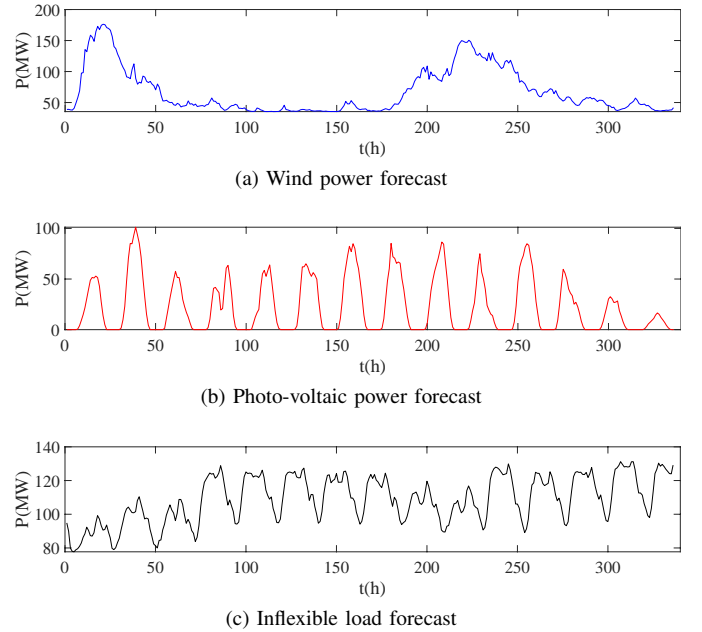 200
150
100
50
P(MW)
0 50 100 150 200 250 300
t(h)
(a) Wind power forecast
100
50
0
P(MW)
0 50 100 150 200 250 300
t(h)
(b) Photo-voltaic power forecast
140
120
100
80
P(MW)
0 50 100 150 200 250 300
t(h)
(c) Inflexible load forecast